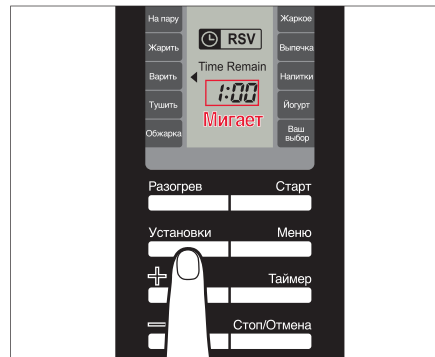 На пару
Жарить
Варить
Тушить
Обжарка
RSV
Time Remain
1:00
Мигает
Жаркое
Выпечка
Напитки
Йогурт
Ваш
выбор
Разогрев
Старт
Установки
Меню
+
Таймер
−
Стоп/Отмена